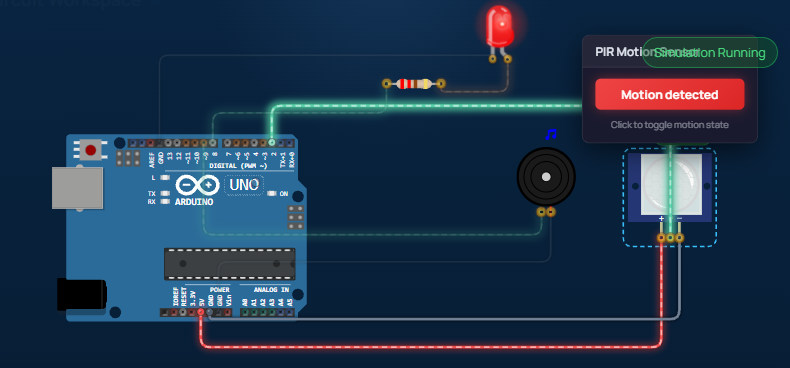 cuit Workspace
PIR Motion Sensor
Simulation Running
Motion detected
Click to toggle motion state
AREF
GND
13
12
~11
~10
~9
8
7
~6
~5
4
~3
2
TX→1
RX←0
DIGITAL (PWM ~)
L
TX
RX
UNO
ARDUINO
ON
+
−
POWER
ANALOG IN
IOREF
RESET
3.3V
5V
GND
GND
Vin
A0
A1
A2
A3
A4
A5